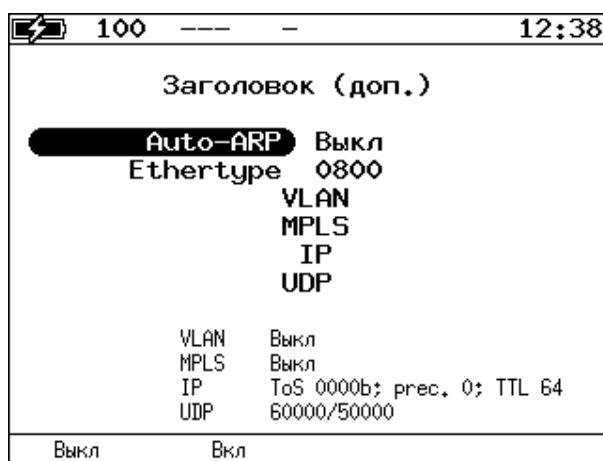 100 --- – 12:38
Заголовок (доп.)
Auto-ARP Выкл
Ethertype 0800
VLAN
MPLS
IP
UDP
VLAN Выкл
MPLS Выкл
IP ToS 0000b; prec. 0; TTL 64
UDP 60000/50000
Выкл Вкл